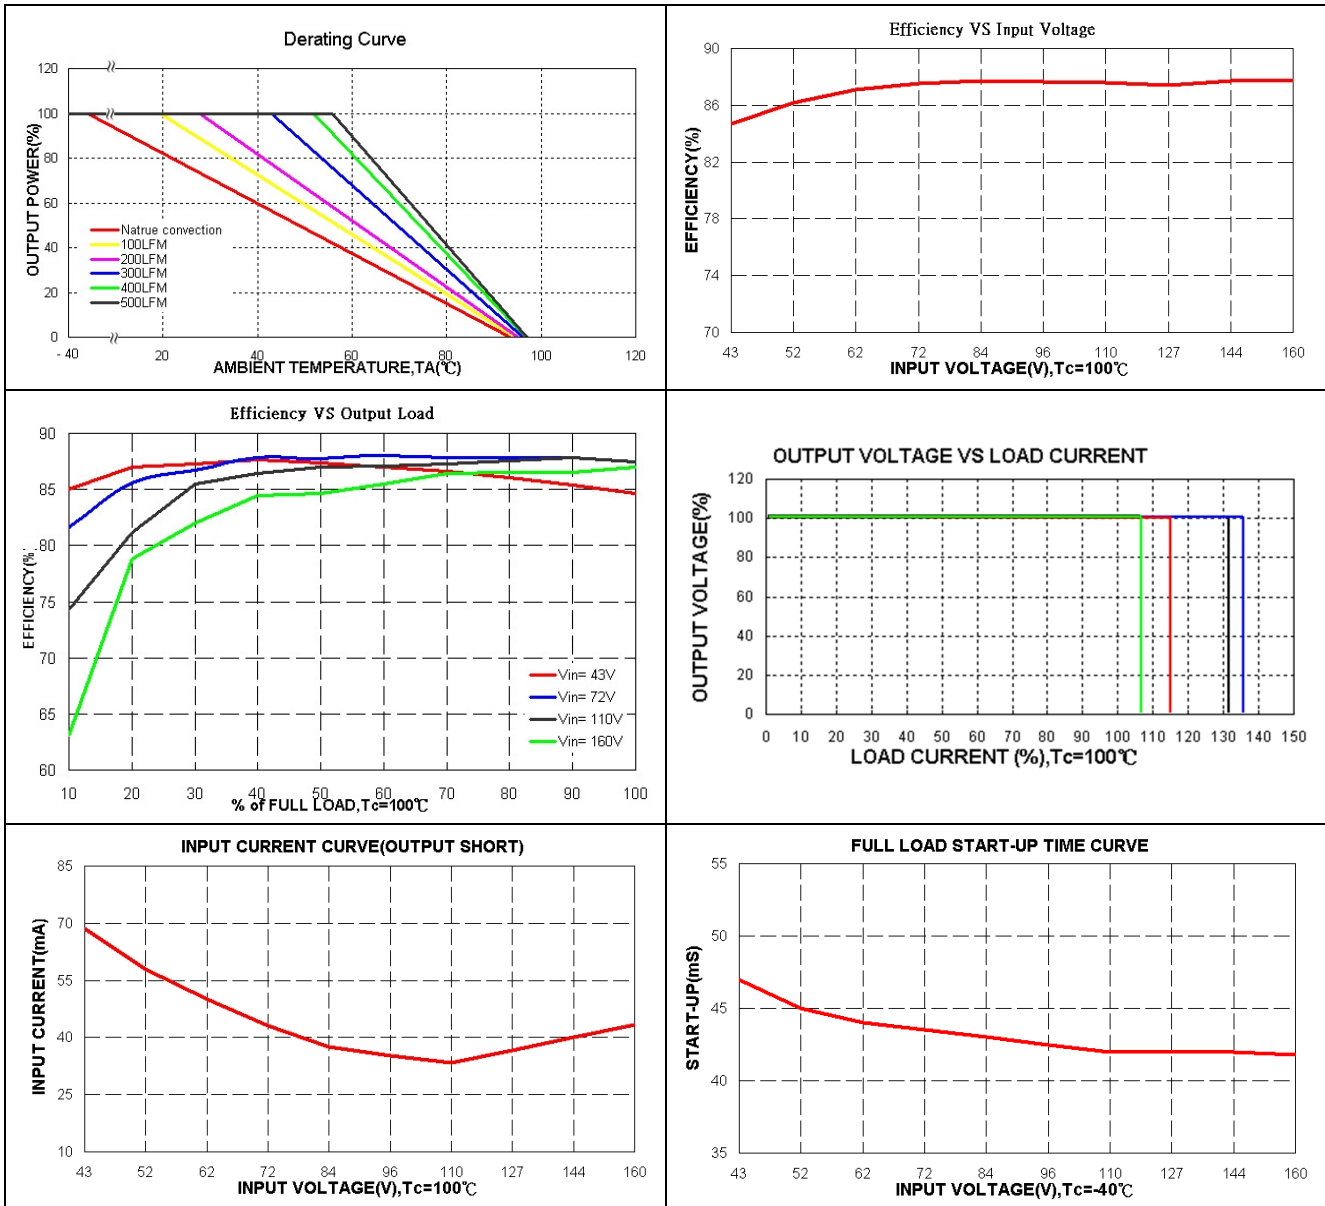 Derating Curve
120
100
80
60
40
20
0
OUTPUT POWER(%)
Natrue convection
100LFM
200LFM
300LFM
400LFM
500LFM
- 40 20 40 60 80 100 120
AMBIENT TEMPERATURE,TA(℃)
Efficiency VS Input Voltage
90
86
82
78
74
70
EFFICIENCY(%)
43 52 62 72 84 96 110 127 144 160
INPUT VOLTAGE(V),Tc=100℃
Efficiency VS Output Load
90
85
80
75
70
65
60
EFFICIENCY(%)
Vin= 43V
Vin= 72V
Vin= 110V
Vin= 160V
10 20 30 40 50 60 70 80 90 100
% of FULL LOAD,Tc=100℃
OUTPUT VOLTAGE VS LOAD CURRENT
120
100
80
60
40
20
0
OUTPUT VOLTAGE(%)
0 10 20 30 40 50 60 70 80 90 100 110 120 130 140 150
LOAD CURRENT (%),Tc=100℃
INPUT CURRENT CURVE(OUTPUT SHORT)
85
70
55
40
25
10
INPUT CURRENT(mA)
43 52 62 72 84 96 110 127 144 160
INPUT VOLTAGE(V),Tc=100℃
FULL LOAD START-UP TIME CURVE
55
50
45
40
35
START-UP(mS)
43 52 62 72 84 96 110 127 144 160
INPUT VOLTAGE(V),Tc=-40℃